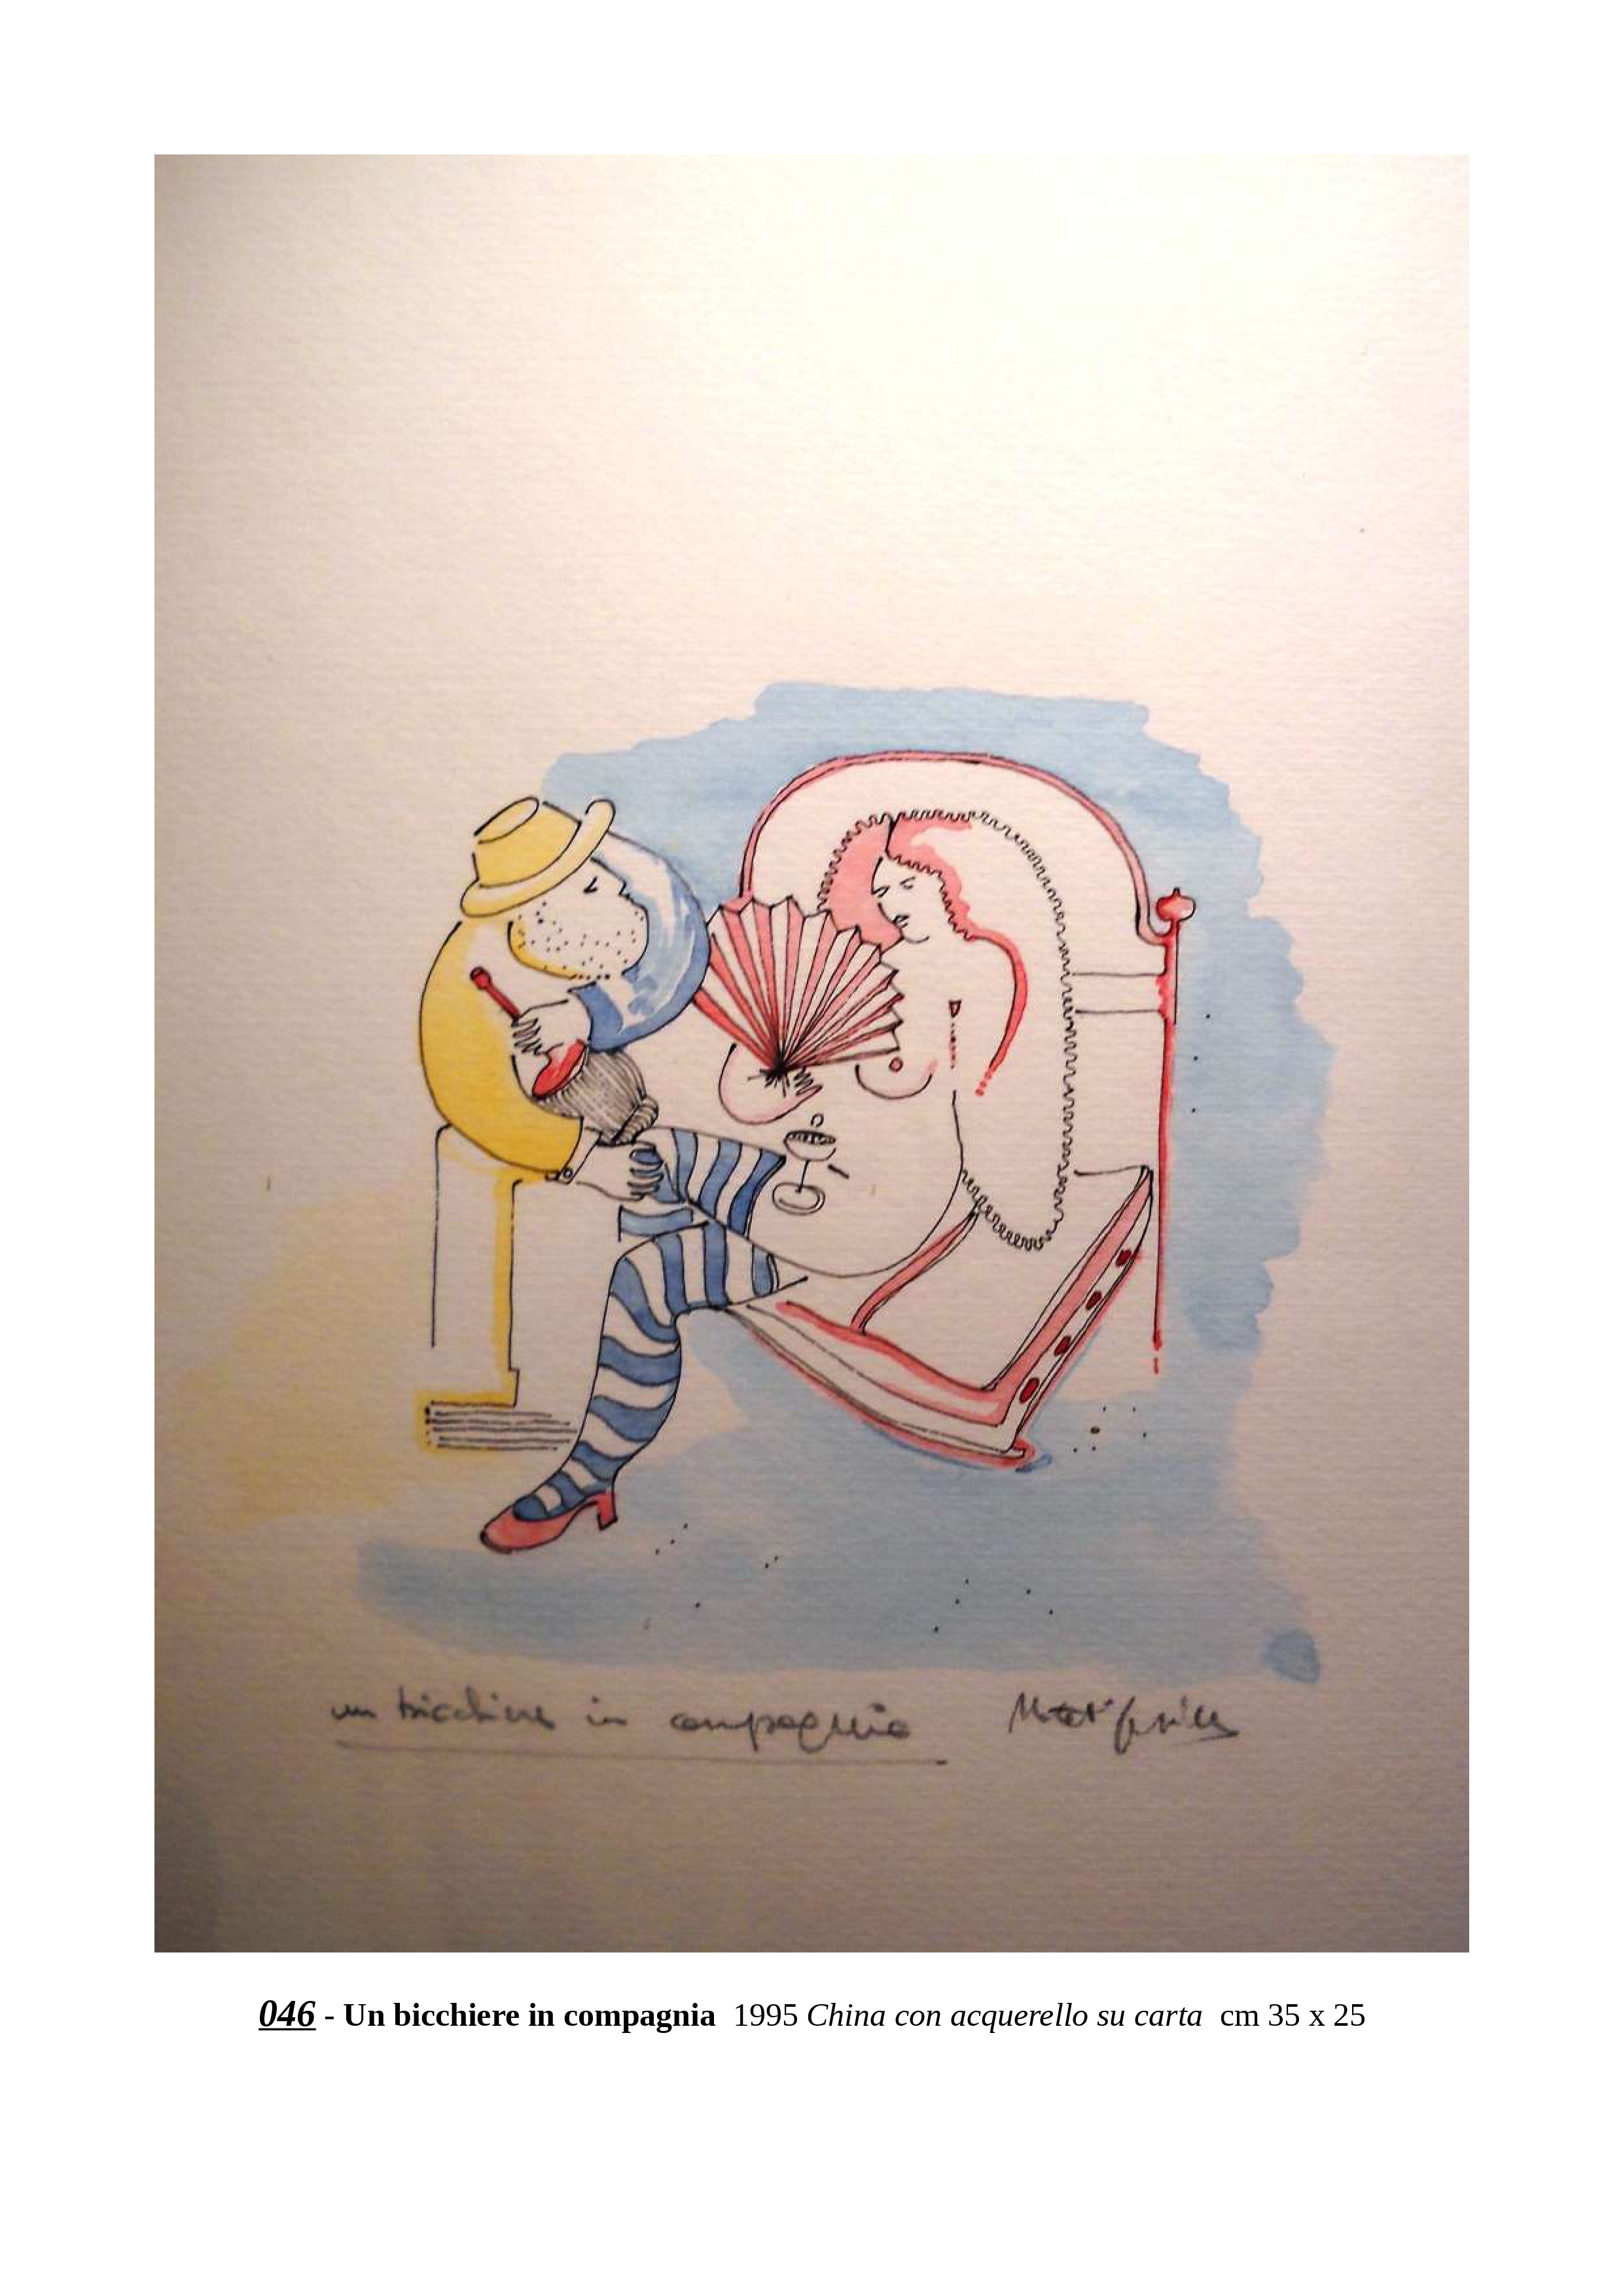 un bicchiere in compagnia
046 - Un bicchiere in compagnia 1995 China con acquerello su carta cm 35 x 25